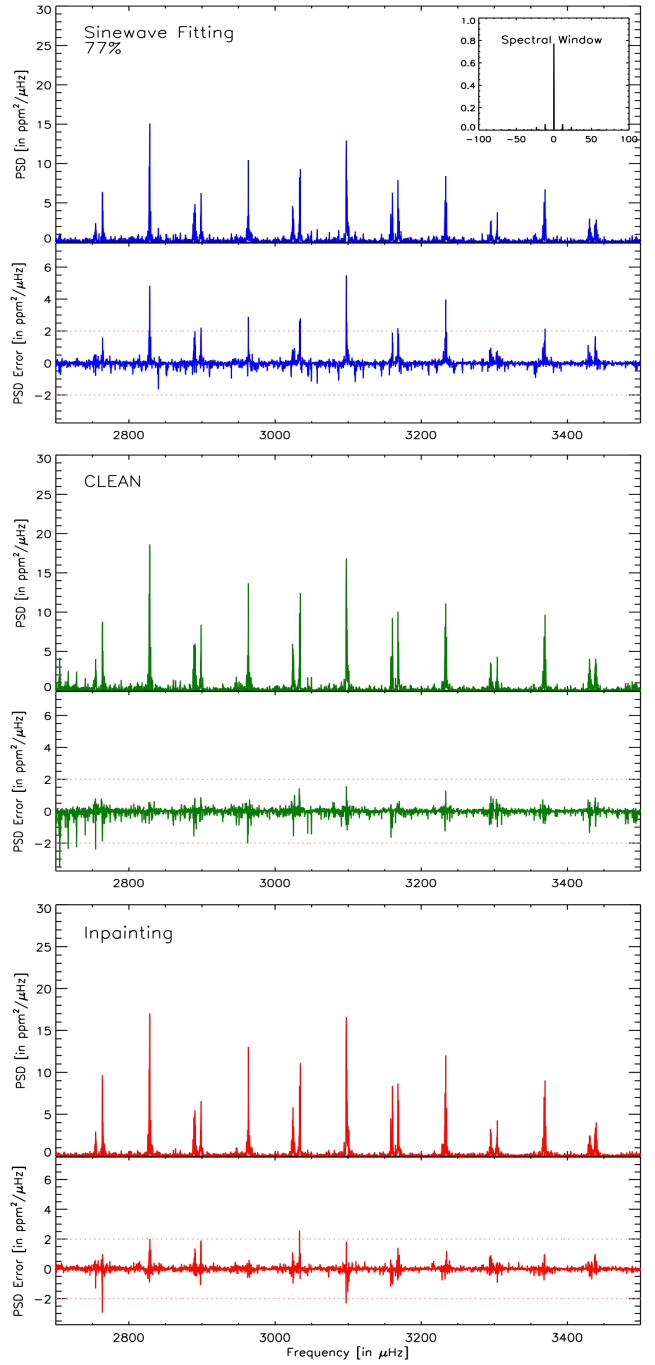 Sinewave Fitting
77%
Spectral Window
1.0
0.8
0.6
0.4
0.2
0.0
-100 -50 0 50 100
PSD [in ppm²/μHz]
30
25
20
15
10
5
0
PSD Error [in ppm²/μHz]
6
4
2
0
-2
2800 3000 3200 3400
CLEAN
PSD [in ppm²/μHz]
30
25
20
15
10
5
0
PSD Error [in ppm²/μHz]
6
4
2
0
-2
2800 3000 3200 3400
Inpainting
PSD [in ppm²/μHz]
30
25
20
15
10
5
0
PSD Error [in ppm²/μHz]
6
4
2
0
-2
2800 3000 3200 3400
Frequency [in μHz]